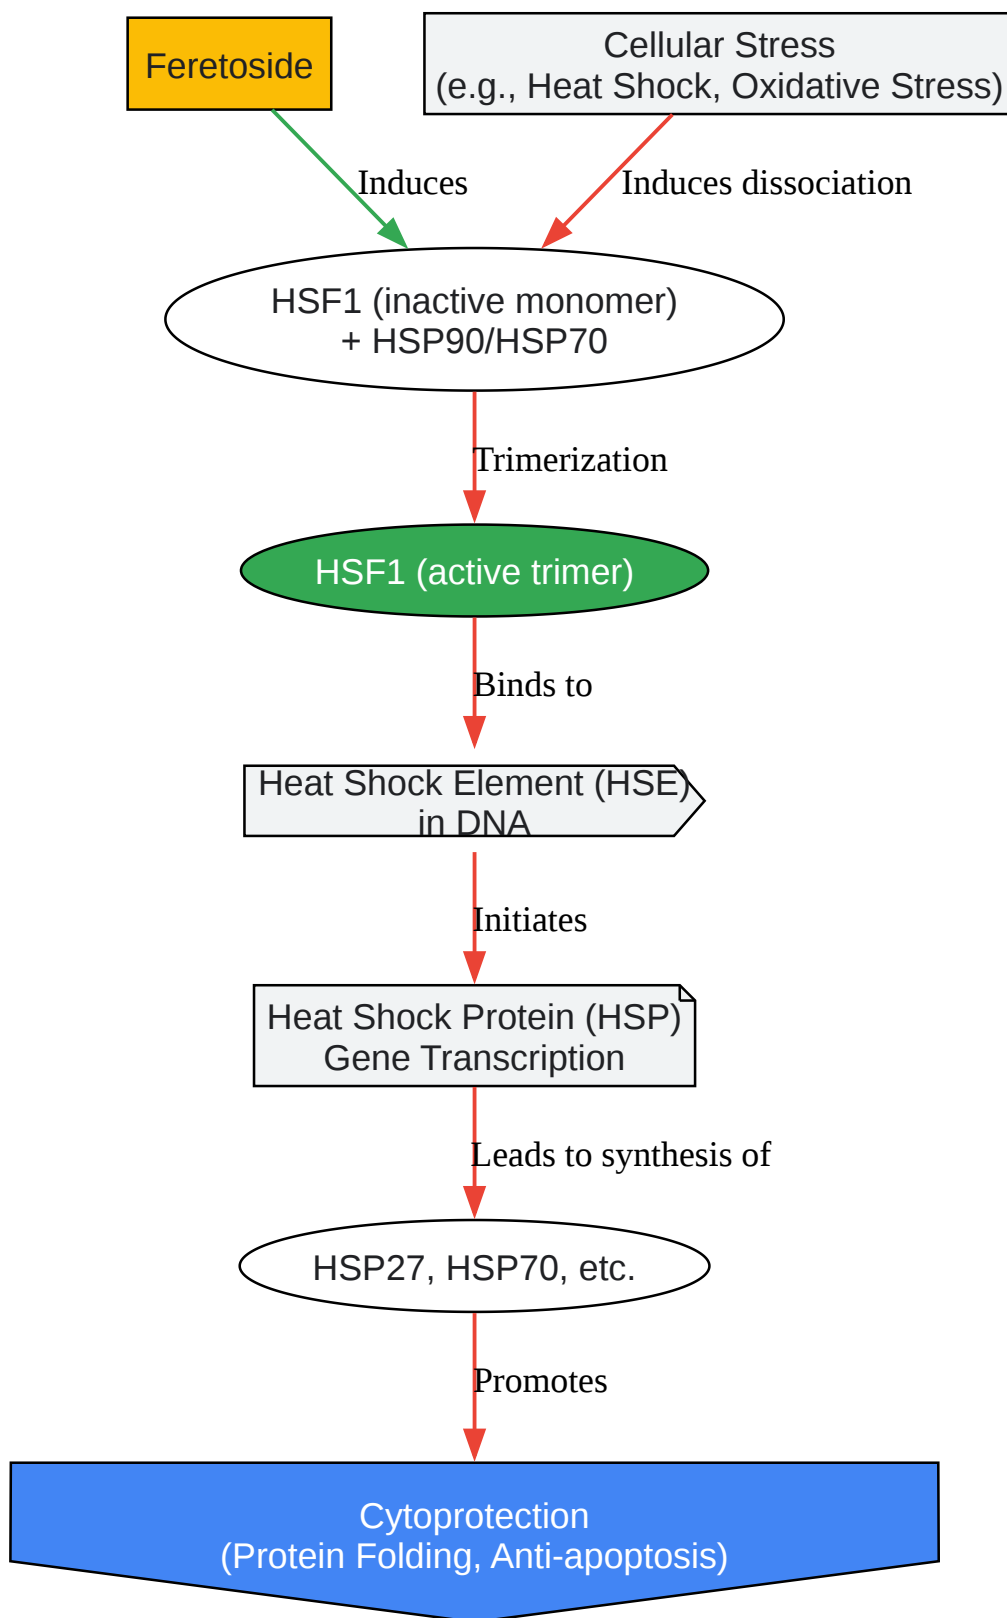 Feretoside
Cellular Stress
(e.g., Heat Shock, Oxidative Stress)
Induces
Induces dissociation
HSF1 (inactive monomer)
+ HSP90/HSP70
Trimerization
HSF1 (active trimer)
Binds to
Heat Shock Element (HSE)
in DNA
Initiates
Heat Shock Protein (HSP)
Gene Transcription
Leads to synthesis of
HSP27, HSP70, etc.
Promotes
Cytoprotection
(Protein Folding, Anti-apoptosis)